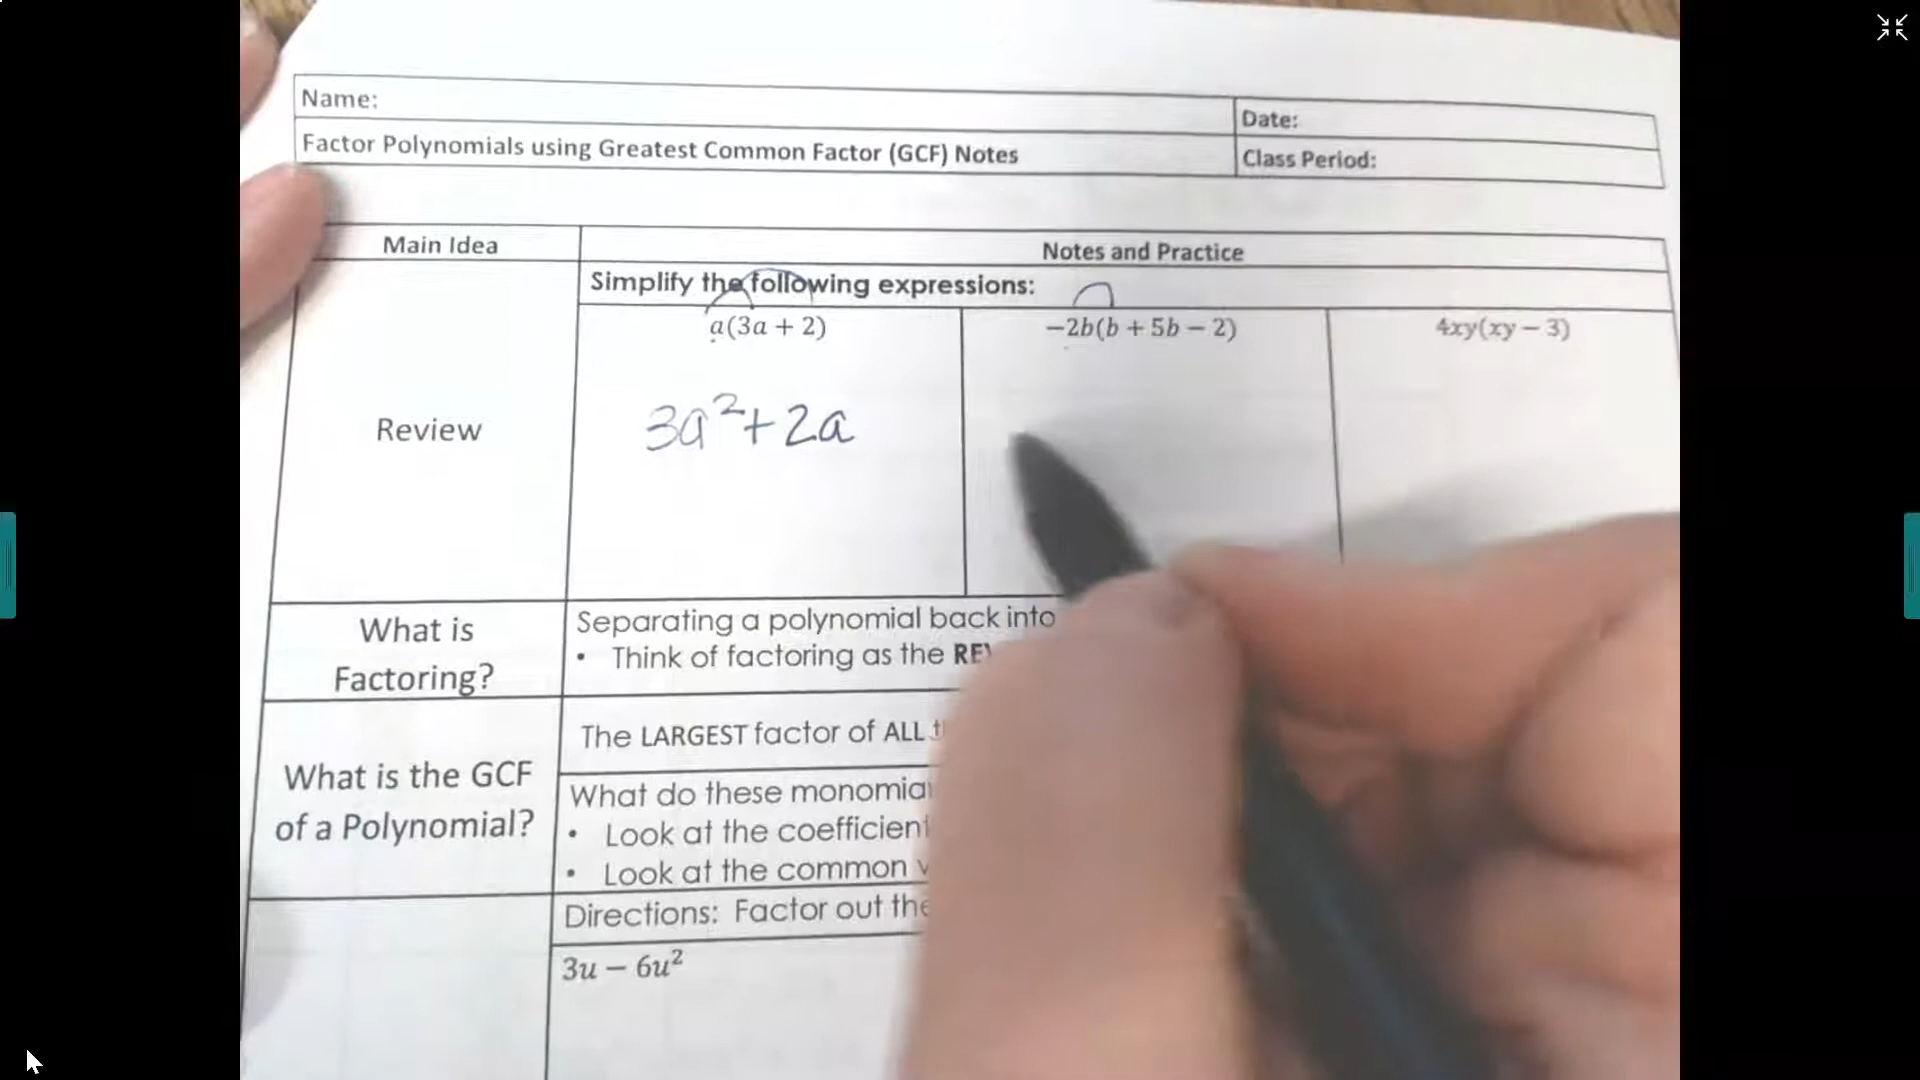 Name:
Date:
Factor Polynomials using Greatest Common Factor (GCF) Notes
Class Period:
Main Idea
Notes and Practice
Simplify the following expressions:
a(3a + 2)
−2b(b + 5b − 2)
4xy(xy − 3)
3a² + 2a
Review
What is
Factoring?
Separating a polynomial back into
• Think of factoring as the
What is the GCF
of a Polynomial?
The LARGEST factor of ALL
What do these
• Look at the
• Look at the common
Directions: Factor out the
3u − 6u²